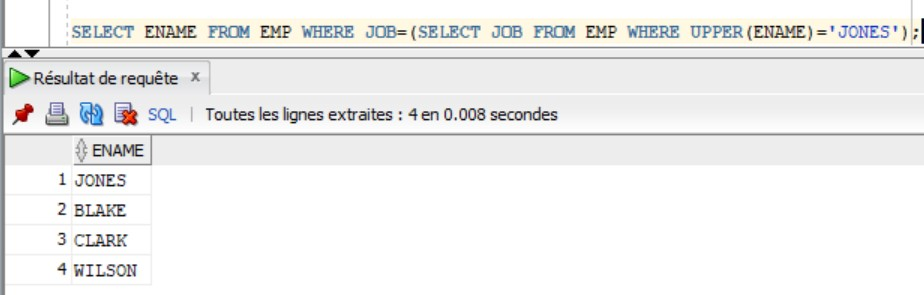 SELECT ENAME FROM EMP WHERE JOB=(SELECT JOB FROM EMP WHERE UPPER(ENAME)='JONES');
Résultat de requête x
SQL | Toutes les lignes extraites : 4 en 0.008 secondes
ENAME
1 JONES
2 BLAKE
3 CLARK
4 WILSON